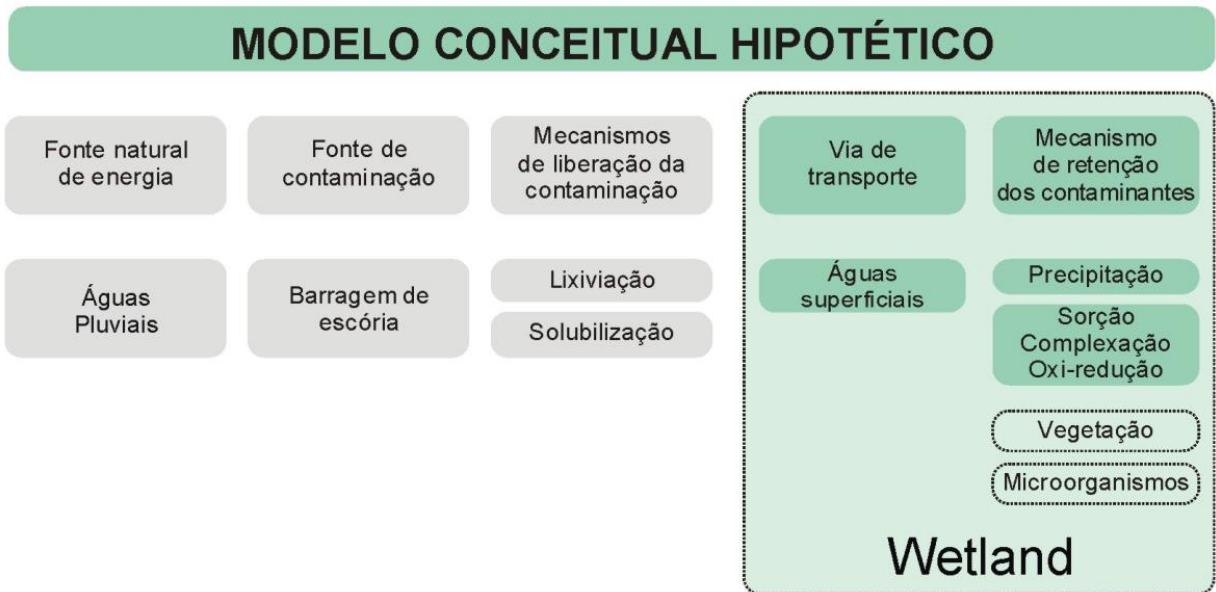 MODELO CONCEITUAL HIPOTÉTICO
Fonte natural
de energia
Fonte de
contaminação
Mecanismos
de liberação da
contaminação
Via de
transporte
Mecanismo
de retenção
dos contaminantes
Águas
Pluviais
Barragem de
escória
Lixiviação
Solubilização
Águas
superficiais
Precipitação
Sorção
Complexação
Oxi-redução
Vegetação
Microorganismos
Wetland